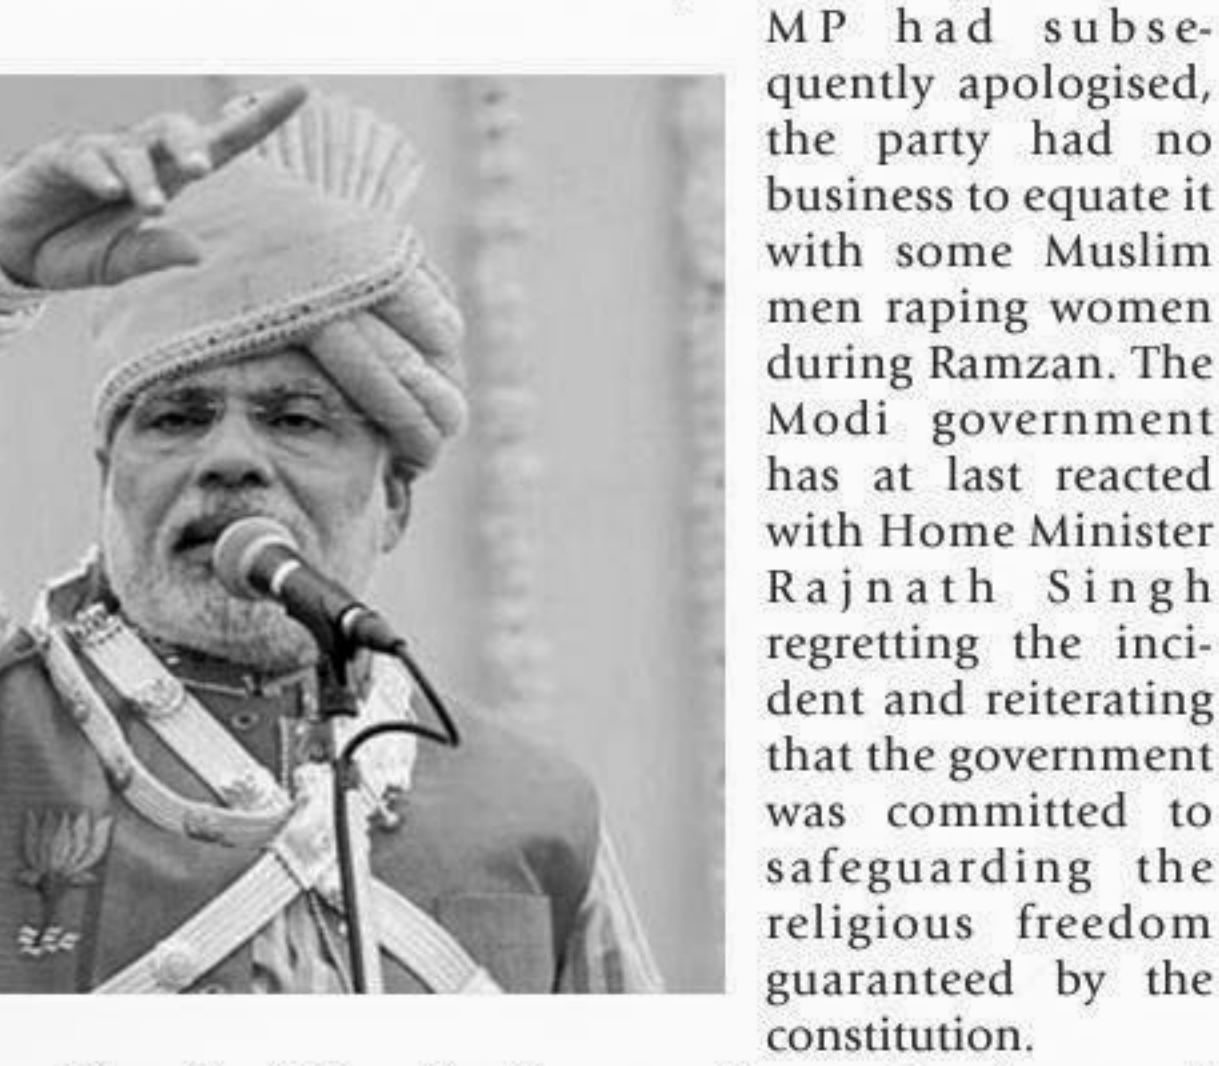 MP had subse-
quently apologised,
the party had no
business to equate it
with some Muslim
men raping women
during Ramzan. The
Modi government
has at last reacted
with Home Minister
Rajnath Singh
regretting the inci-
dent and reiterating
that the government
was committed to
safeguarding the
religious freedom
guaranteed by the
constitution.